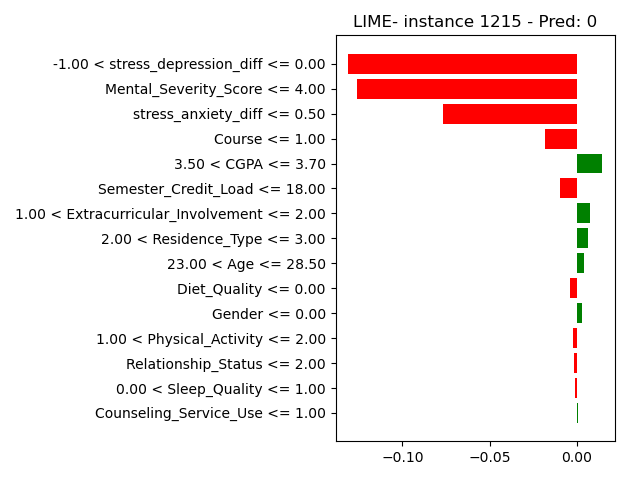 LIME- instance 1215 - Pred: 0
-1.00 < stress_depression_diff <= 0.00
Mental_Severity_Score <= 4.00
stress_anxiety_diff <= 0.50
Course <= 1.00
3.50 < CGPA <= 3.70
Semester_Credit_Load <= 18.00
1.00 < Extracurricular_Involvement <= 2.00
2.00 < Residence_Type <= 3.00
23.00 < Age <= 28.50
Diet_Quality <= 0.00
Gender <= 0.00
1.00 < Physical_Activity <= 2.00
Relationship_Status <= 2.00
0.00 < Sleep_Quality <= 1.00
Counseling_Service_Use <= 1.00
−0.10 −0.05 0.00